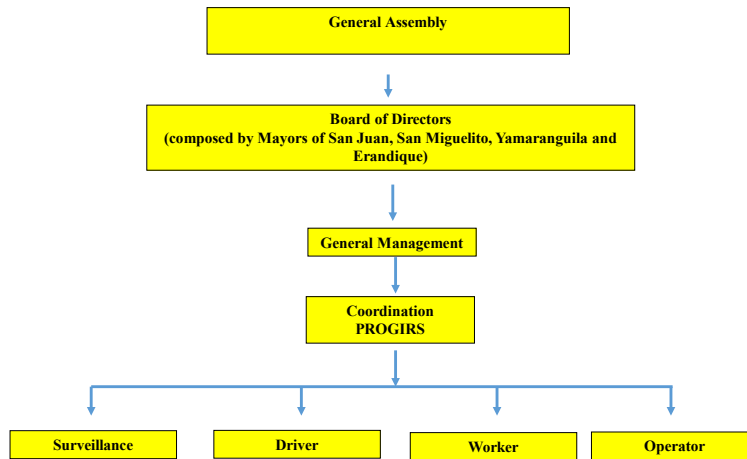 General Assembly
Board of Directors
(composed by Mayors of San Juan, San Miguelito, Yamaranguila and
Erandique)
General Management
Coordination
PROGIRS
Surveillance
Driver
Worker
Operator